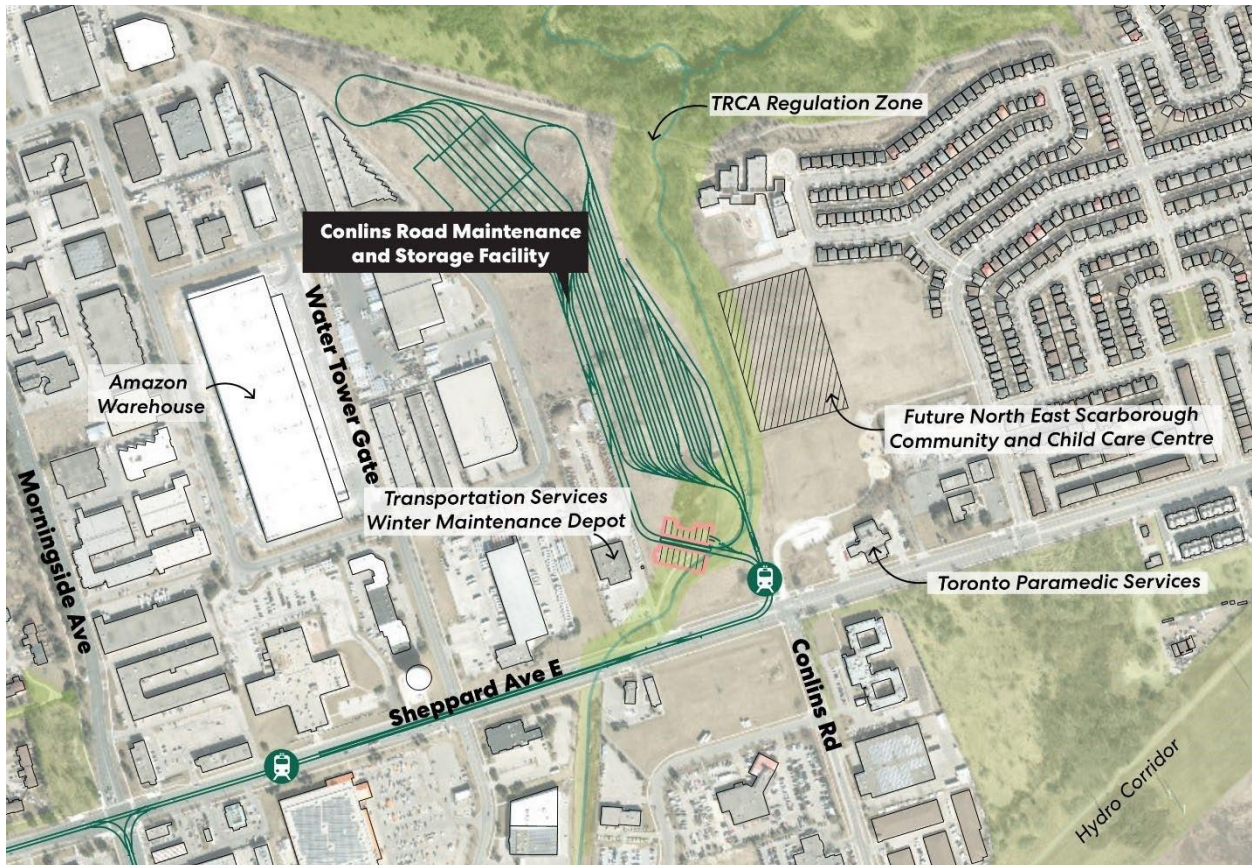 TRCA Regulation Zone
Conlins Road Maintenance
and Storage Facility
Water Tower Gate
Amazon
Warehouse
Future North East Scarborough
Community and Child Care Centre
Morningside Ave
Transportation Services
Winter Maintenance Depot
Toronto Paramedic Services
Sheppard Ave E
Conlins Rd
Hydro Corridor